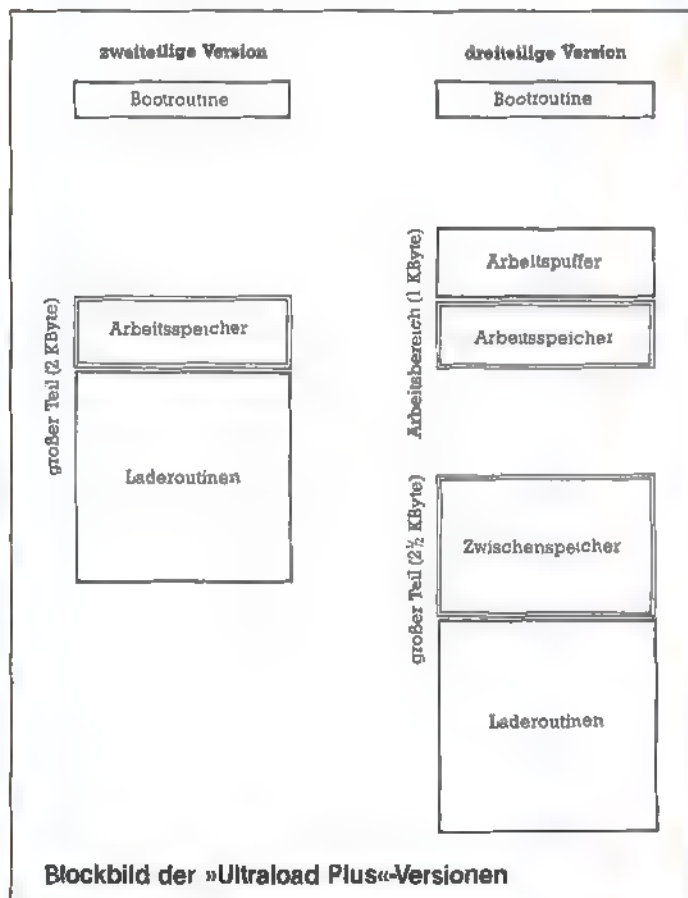 zweiteilige Version
Bootroutine
großer Teil (2 KByte)
Arbeitsspeicher
Laderoutinen
dreiteilige Version
Bootroutine
Arbeitsbereich (1 KByte)
Arbeitspuffer
Arbeitsspeicher
großer Teil (2½ KByte)
Zwischenspeicher
Laderoutinen
Blockbild der »Ultraload Plus«-Versionen